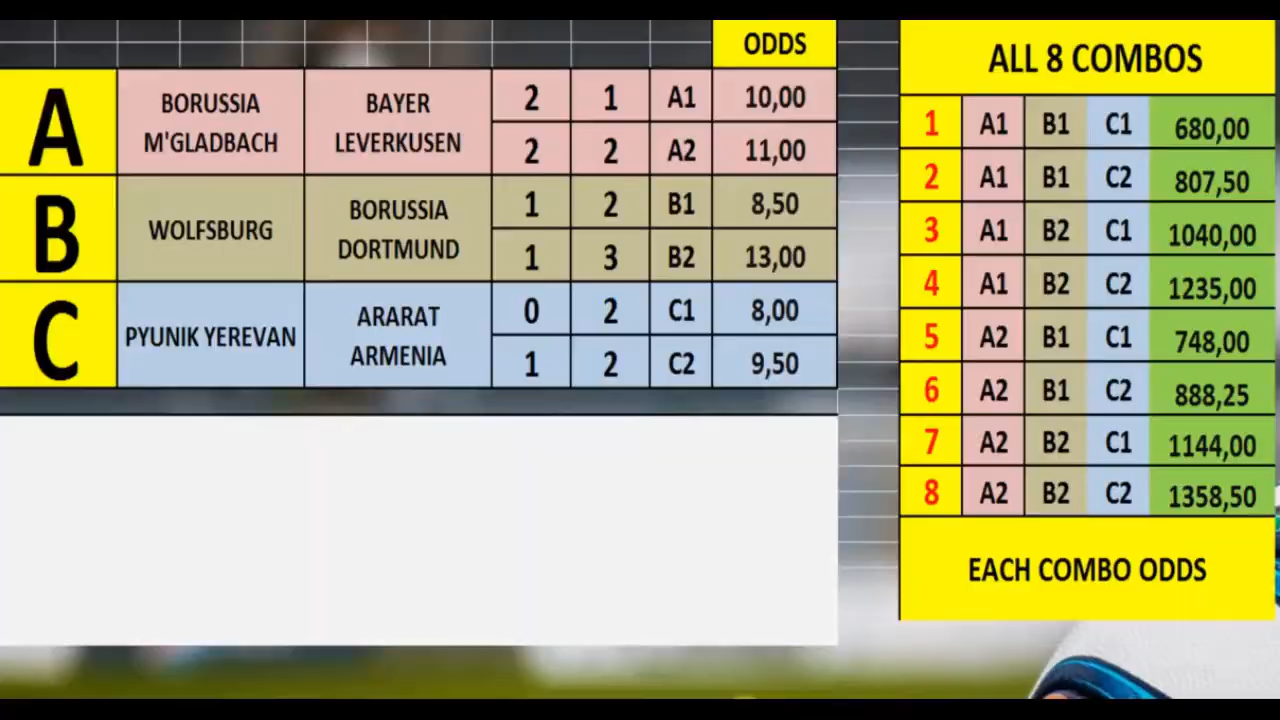 ODDS
A
BORUSSIA
M'GLADBACH
BAYER
LEVERKUSEN
2 1 A1 10,00
2 2 A2 11,00
B
WOLFSBURG
BORUSSIA
DORTMUND
1 2 B1 8,50
1 3 B2 13,00
C
PYUNIK YEREVAN
ARARAT
ARMENIA
0 2 C1 8,00
1 2 C2 9,50
ALL 8 COMBOS
1 A1 B1 C1 680,00
2 A1 B1 C2 807,50
3 A1 B2 C1 1040,00
4 A1 B2 C2 1235,00
5 A2 B1 C1 748,00
6 A2 B1 C2 888,25
7 A2 B2 C1 1144,00
8 A2 B2 C2 1358,50
EACH COMBO ODDS